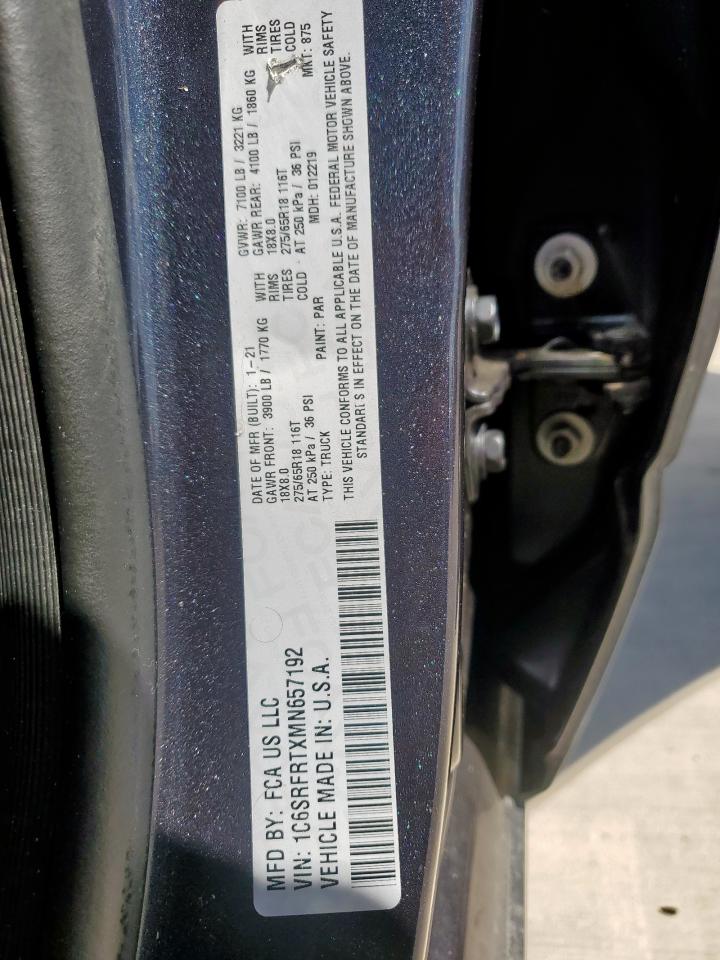 MFD BY: FCA US LLC
VIN: 1C6SRFRTXMN657192
VEHICLE MADE IN: U.S.A.
DATE OF MFR (BUILT): 1-21
GAWR FRONT: 3900 LB / 1770 KG WITH
18X8.0 RIMS
275/65R18 116T TIRES
AT 250 kPa / 36 PSI COLD
TYPE: TRUCK PAINT: PAR
GVWR: 7100 LB / 3221 KG
GAWR REAR: 4100 LB / 1860 KG WITH
18X8.0 RIMS
275/65R18 116T TIRES
AT 250 kPa / 36 PSI COLD
MDH: 012219 MKT: 875
THIS VEHICLE CONFORMS TO ALL APPLICABLE U.S.A. FEDERAL MOTOR VEHICLE SAFETY
STANDARDS IN EFFECT ON THE DATE OF MANUFACTURE SHOWN ABOVE.